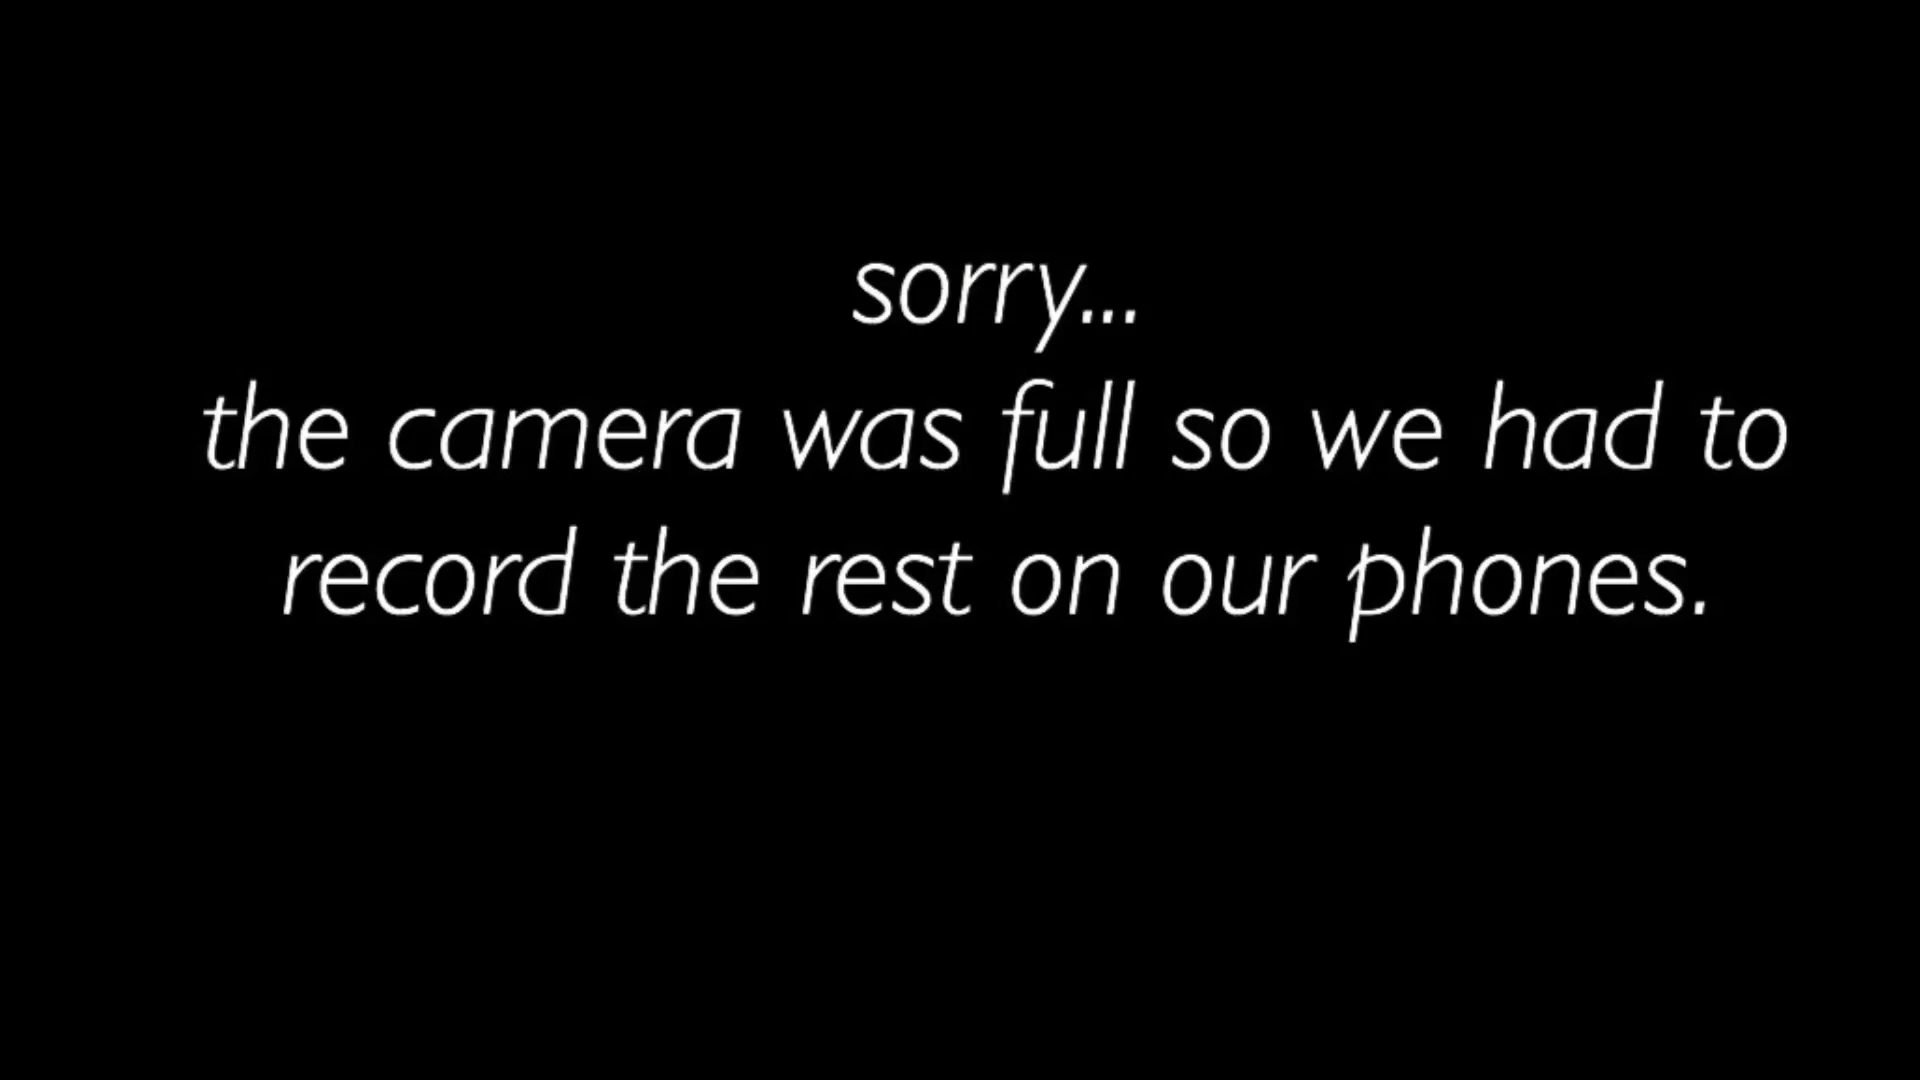 sorry...
the camera was full so we had to
record the rest on our phones.